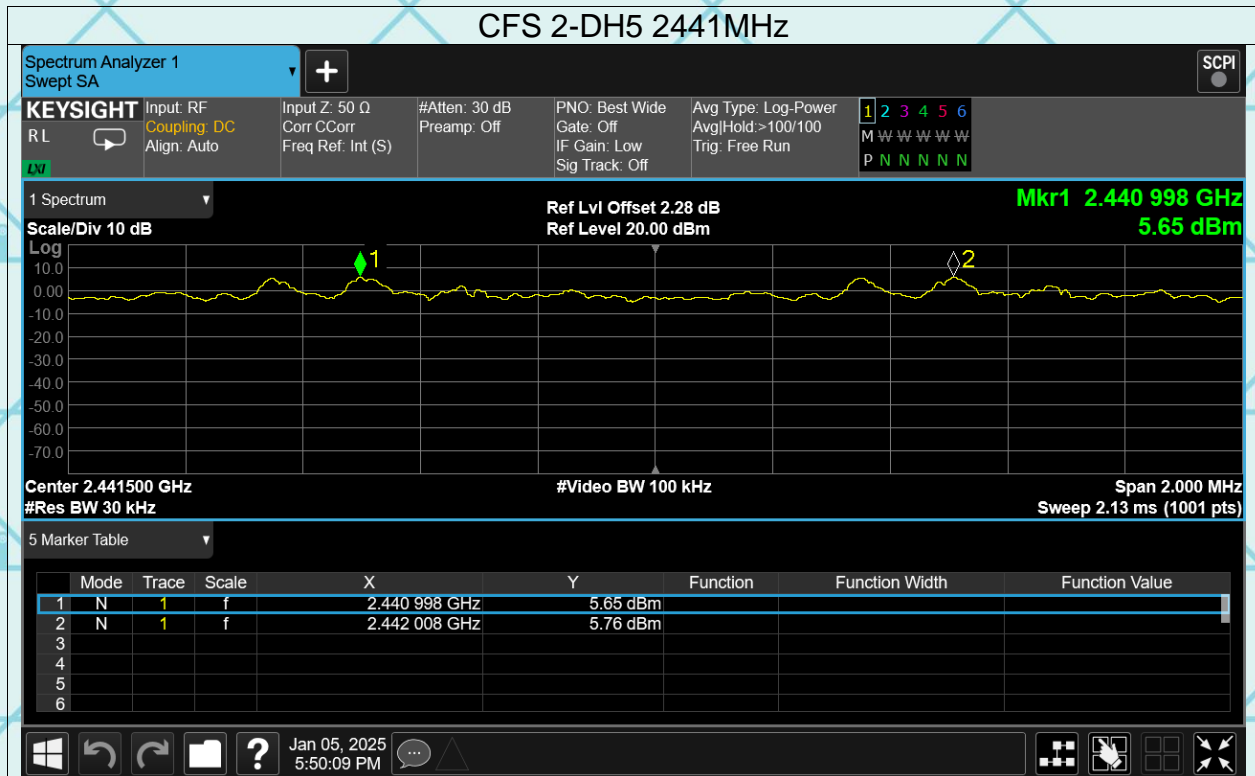 CFS 2-DH5 2441MHz
Spectrum Analyzer 1
Swept SA
SCPI
KEYSIGHT
RL
LXI
Input: RF
Coupling: DC
Align: Auto
Input Z: 50 Ω
Corr CCorr
Freq Ref: Int (S)
#Atten: 30 dB
Preamp: Off
PNO: Best Wide
Gate: Off
IF Gain: Low
Sig Track: Off
Avg Type: Log-Power
Avg|Hold:>100/100
Trig: Free Run
1 2 3 4 5 6
M W W W W W W
P N N N N N
1 Spectrum
Scale/Div 10 dB
Ref Lvl Offset 2.28 dB
Ref Level 20.00 dBm
Mkr1 2.440 998 GHz
5.65 dBm
Log
1
2
10.0
0.00
-10.0
-20.0
-30.0
-40.0
-50.0
-60.0
-70.0
Center 2.441500 GHz
#Video BW 100 kHz
Span 2.000 MHz
#Res BW 30 kHz
Sweep 2.13 ms (1001 pts)
5 Marker Table
Mode Trace Scale X Y Function Function Width Function Value
1 N 1 f 2.440 998 GHz 5.65 dBm
2 N 1 f 2.442 008 GHz 5.76 dBm
3
4
5
6
?
Jan 05, 2025
5:50:09 PM